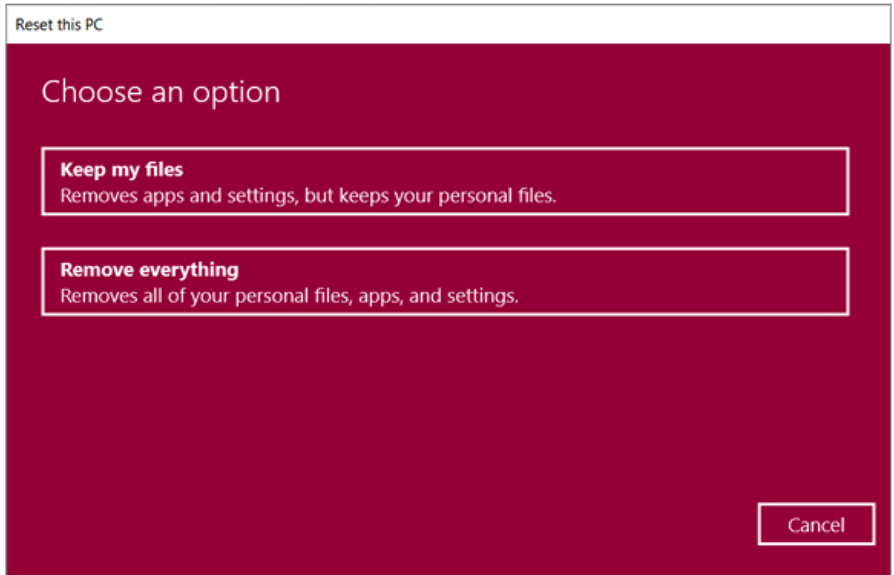 Reset this PC
Choose an option
Keep my files
Removes apps and settings, but keeps your personal files.
Remove everything
Removes all of your personal files, apps, and settings.
Cancel